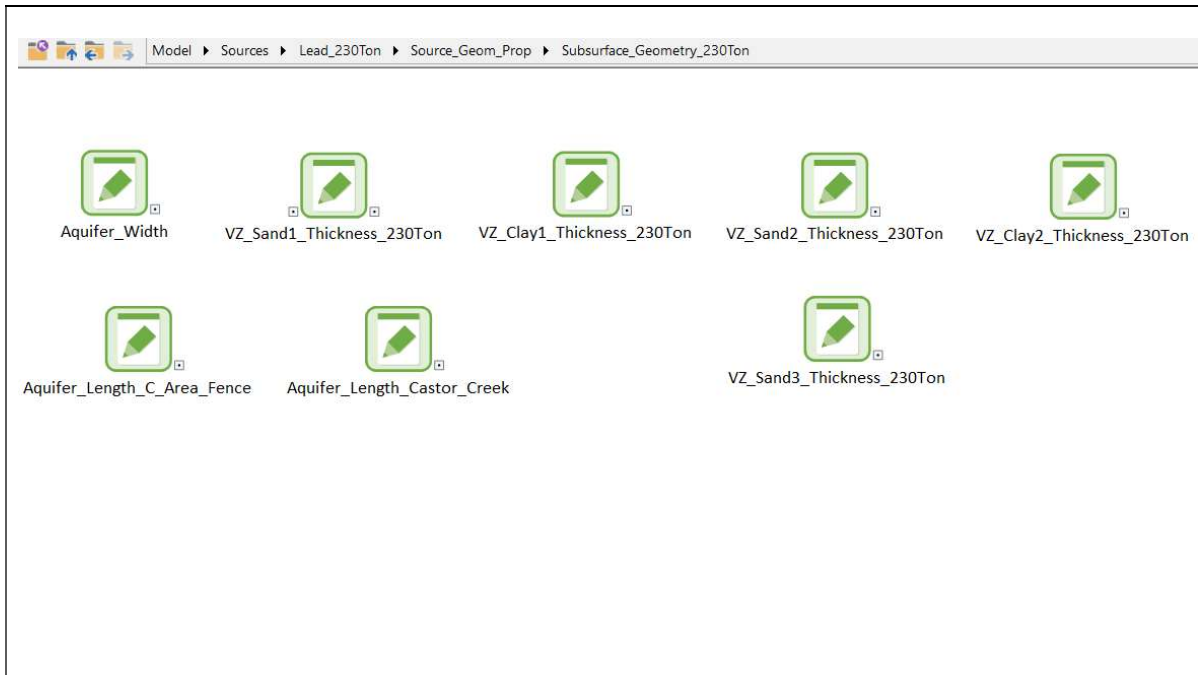 Model ▸ Sources ▸ Lead_230Ton ▸ Source_Geom_Prop ▸ Subsurface_Geometry_230Ton
Aquifer_Width VZ_Sand1_Thickness_230Ton VZ_Clay1_Thickness_230Ton VZ_Sand2_Thickness_230Ton VZ_Clay2_Thickness_230Ton
Aquifer_Length_C_Area_Fence Aquifer_Length_Castor_Creek VZ_Sand3_Thickness_230Ton